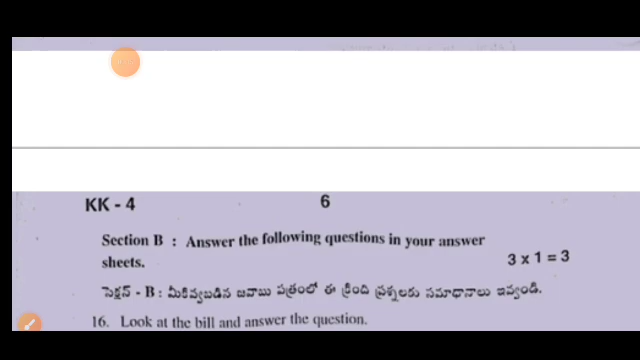 KK - 4
6
Section B : Answer the following questions in your answer
sheets.
3 x 1 = 3
సెక్షన్ - B : మీకివ్వబడిన జవాబు పత్రంలో ఈ క్రింది ప్రశ్నలకు సమాధానాలు ఇవ్వండి.
16. Look at the bill and answer the question.